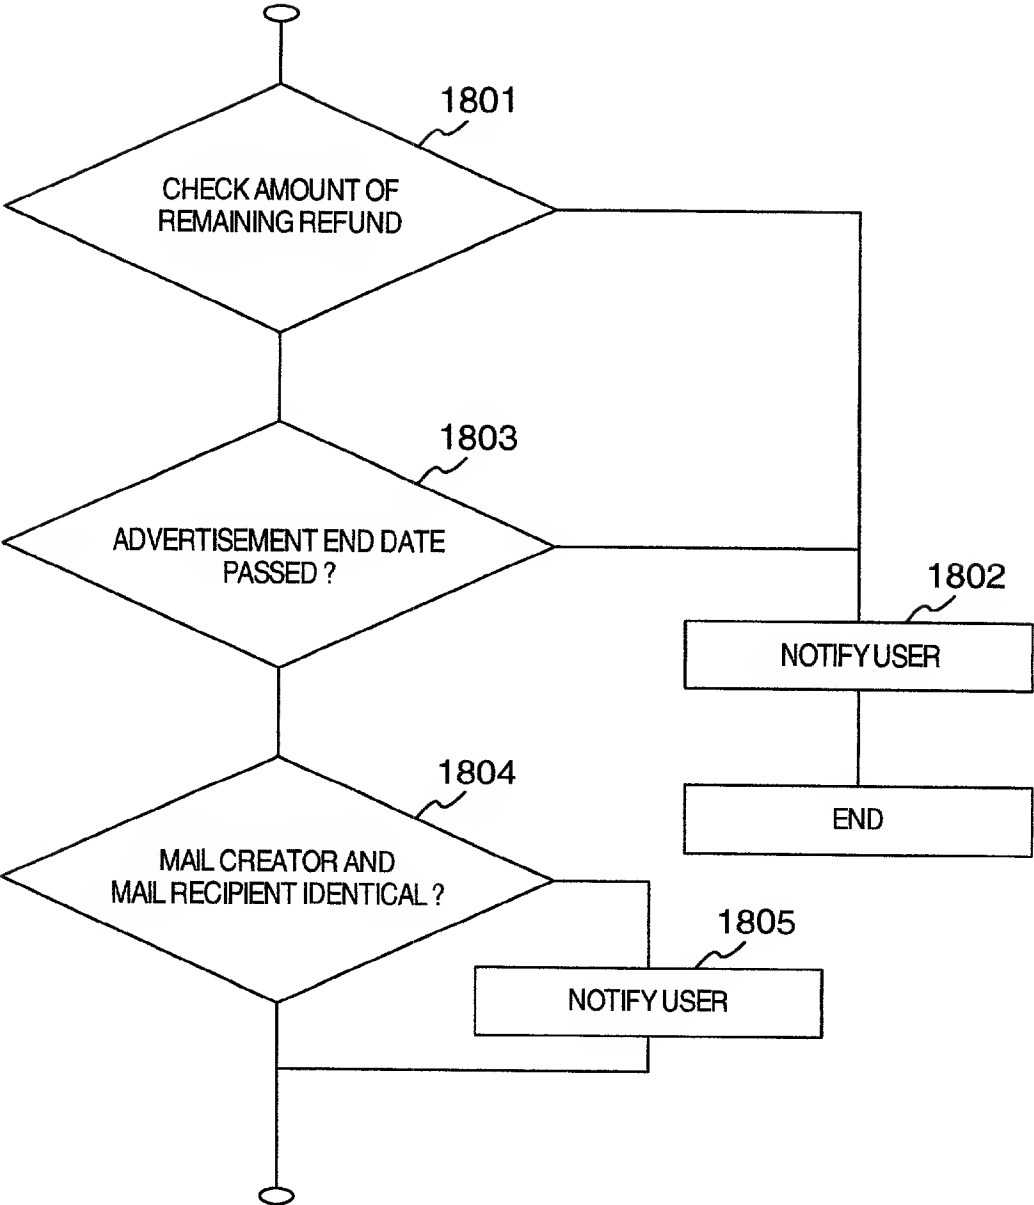 1801
CHECK AMOUNT OF
REMAINING REFUND
1803
ADVERTISEMENT END DATE
PASSED ?
1802
NOTIFY USER
END
1804
MAIL CREATOR AND
MAIL RECIPIENT IDENTICAL ?
1805
NOTIFY USER